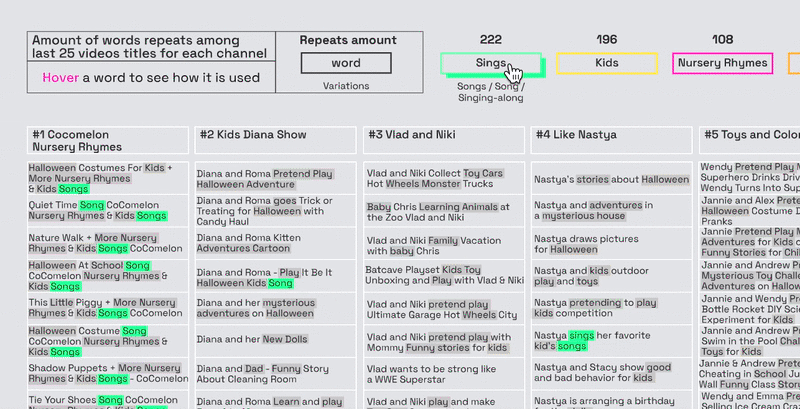 Amount of words repeats among
last 25 videos titles for each channel
Hover a word to see how it is used
Repeats amount
word
Variations
222
Sings
Songs / Song /
Singing-along
196
Kids
108
Nursery Rhymes
#1 Cocomelon
Nursery Rhymes
Halloween Costumes For Kids +
More Nursery Rhymes
& Kids Songs
Quiet Time Song CoComelon
Nursery Rhymes & Kids Songs
Nature Walk + More Nursery
Rhymes & Kids Songs CoComelon
Halloween At School Song
CoComelon Nursery Rhymes &
Kids Songs
This Little Piggy + More Nursery
Rhymes & Kids Songs CoComelon
Halloween Costume Song
CoComelon Nursery Rhymes &
Kids Songs
Shadow Puppets + More Nursery
Rhymes & Kids Songs - CoComelon
Tie Your Shoes Song CoComelon
#2 Kids Diana Show
Diana and Roma Pretend Play
Halloween Adventure
Diana and Roma goes Trick or
Treating for Halloween with
Candy Haul
Diana and Roma Kitten
Adventures Cartoon
Diana and Roma - Play It Be It
Halloween Kids Song
Diana and her mysterious
adventures on Halloween
Diana and her New Dolls
Diana and Dad - Funny Story
About Cleaning Room
Diana and Roma Learn and play
#3 Vlad and Niki
Vlad and Niki Collect Toy Cars
Hot Wheels Monster Trucks
Baby Chris Learning Animals at
the Zoo Vlad and Niki
Vlad and Niki Family Vacation
with baby Chris
Batcave Playset Kids Toy
Unboxing and Play with Vlad & Niki
Vlad and Niki pretend play
Ultimate Garage Hot Wheels City
Vlad and Niki pretend play with
Mommy Funny stories for kids
Vlad wants to be strong like
a WWE Superstar
Vlad and Niki play and make
#4 Like Nastya
Nastya's stories about Halloween
Nastya and adventures in
a mysterious house
Nastya draws pictures
for Halloween
Nastya and kids outdoor
play and toys
Nastya pretending to play
kids competition
Nastya sings her favorite
kid's songs
Nastya and Stacy show good
and bad behavior for kids
Nastya is arranging a birthday
#5 Toys and Color
Wendy Pretend Play M
Superhero Drinks Driv
Wendy Turns Into Sup
Jannie and Alex Prete
Halloween Costume D
Pranks
Jannie Pretend Play M
Adventures for Kids o
Funny Stories for Chil
Jannie and Andrew P
Mysterious Toy Challe
Adventures on Hallow
Jannie and Wendy Pre
Bottle Rocket DIY Scie
Experiment for Kids
Jannie and Andrew Pr
Swim in the Pool Chal
Toys for Kids
Jannie & Andrew Pret
Cheating in School Ju
Wall Funny Class Stor
Wendy and Emma Pre
Selling Ice Cream